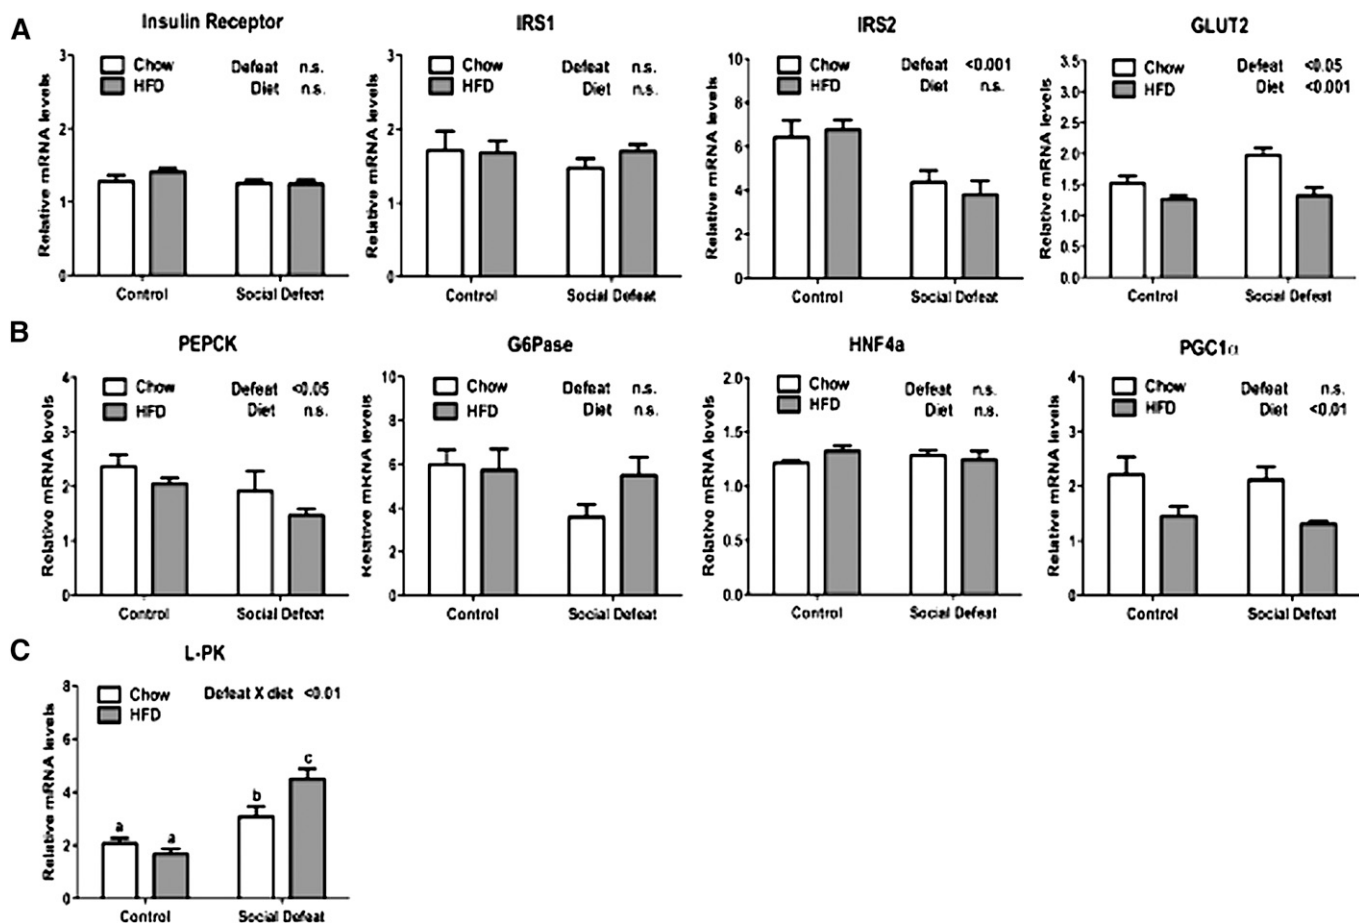 A
Insulin Receptor
Relative mRNA levels
3
2
1
0
Chow
HFD
Defeat n.s.
Diet n.s.
Control Social Defeat
IRS1
Relative mRNA levels
3
2
1
0
Chow
HFD
Defeat n.s.
Diet n.s.
Control Social Defeat
IRS2
Relative mRNA levels
10
8
6
4
2
0
Chow
HFD
Defeat <0.001
Diet n.s.
Control Social Defeat
GLUT2
Relative mRNA levels
3.5
3.0
2.5
2.0
1.5
1.0
0.5
0.0
Chow
HFD
Defeat <0.05
Diet <0.001
Control Social Defeat
B
PEPCK
Relative mRNA levels
4
3
2
1
0
Chow
HFD
Defeat <0.05
Diet n.s.
Control Social Defeat
G6Pase
Relative mRNA levels
10
8
6
4
2
0
Chow
HFD
Defeat n.s.
Diet n.s.
Control Social Defeat
HNF4a
Relative mRNA levels
2.0
1.5
1.0
0.5
0.0
Chow
HFD
Defeat n.s.
Diet n.s.
Control Social Defeat
PGC1α
Relative mRNA levels
4
3
2
1
0
Chow
HFD
Defeat n.s.
Diet <0.01
Control Social Defeat
C
L-PK
Relative mRNA levels
8
6
4
2
0
Chow
HFD
Defeat X diet <0.01
a
a
b
c
Control Social Defeat